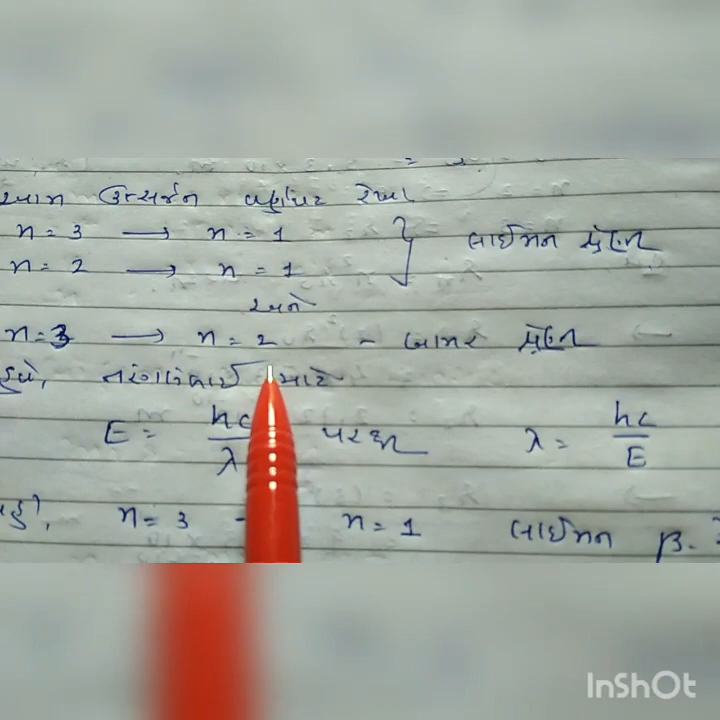 ઉત્સર્જન વર્ણપટ રેખા
n = 3 → n = 1
n = 2 → n = 1 } લાઈમન શ્રેણી
અને
n = 3 → n = 2 - બામર શ્રેણી
હવે, તરંગલંબાઈ માટે
E = hc/λ પરથી λ = hc/E
n = 3 - n = 1 લાઈમન β-
InShOt